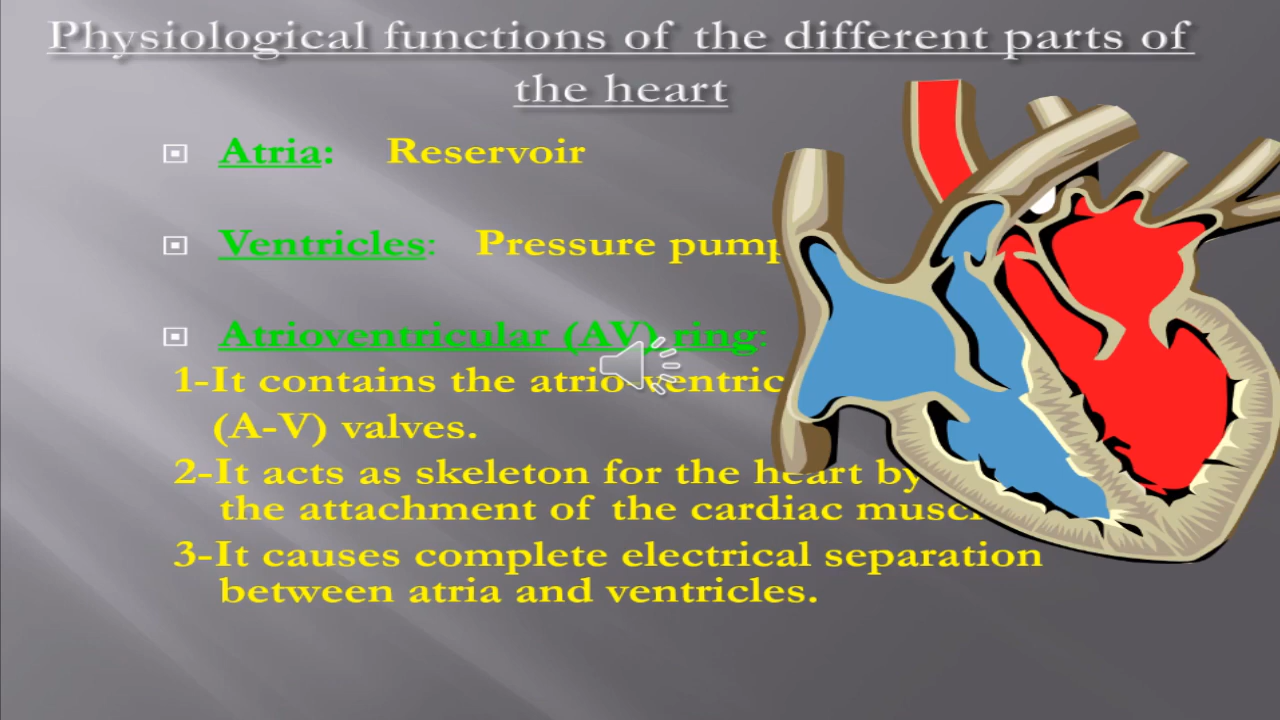 Physiological functions of the different parts of
the heart
Atria: Reservoir
Ventricles: Pressure pump
Atrioventricular (AV) ring:
1-It contains the atrio-
(A-V) valves.
2-It acts as skeleton for the heart by
the attachment of the cardiac
3-It causes complete electrical separation
between atria and ventricles.